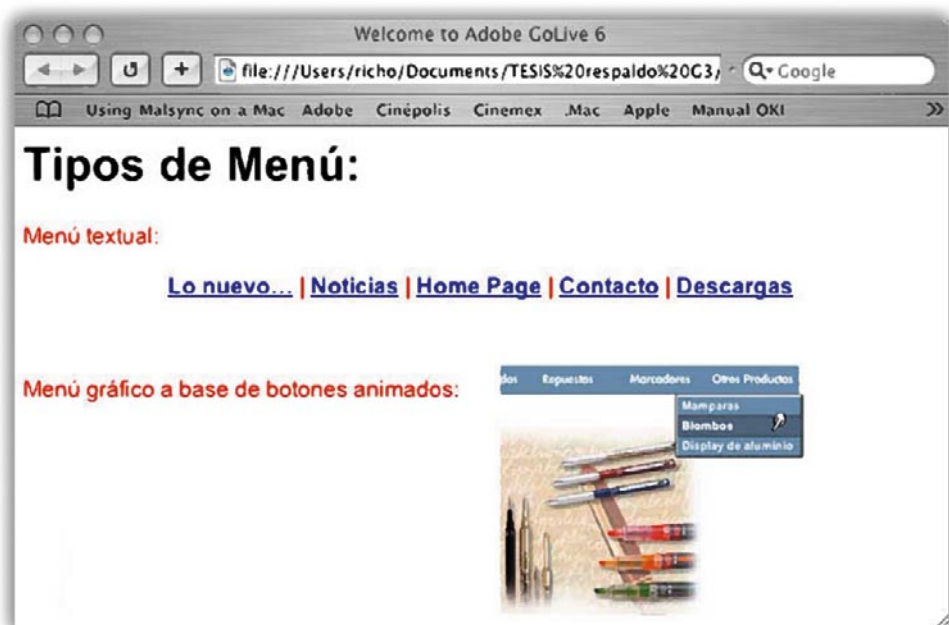 Welcome to Adobe GoLive 6
file:///Users/richo/Documents/TESIS%20respaldo%20G3/
Google
Using Malsync on a Mac Adobe Cinépolis Cinemex .Mac Apple Manual OKI
Tipos de Menú:
Menú textual:
Lo nuevo... | Noticias | Home Page | Contacto | Descargas
Menú gráfico a base de botones animados:
dos Repuestos Marcadores Otros Productos
Mamparas
Biombos
Display de aluminio